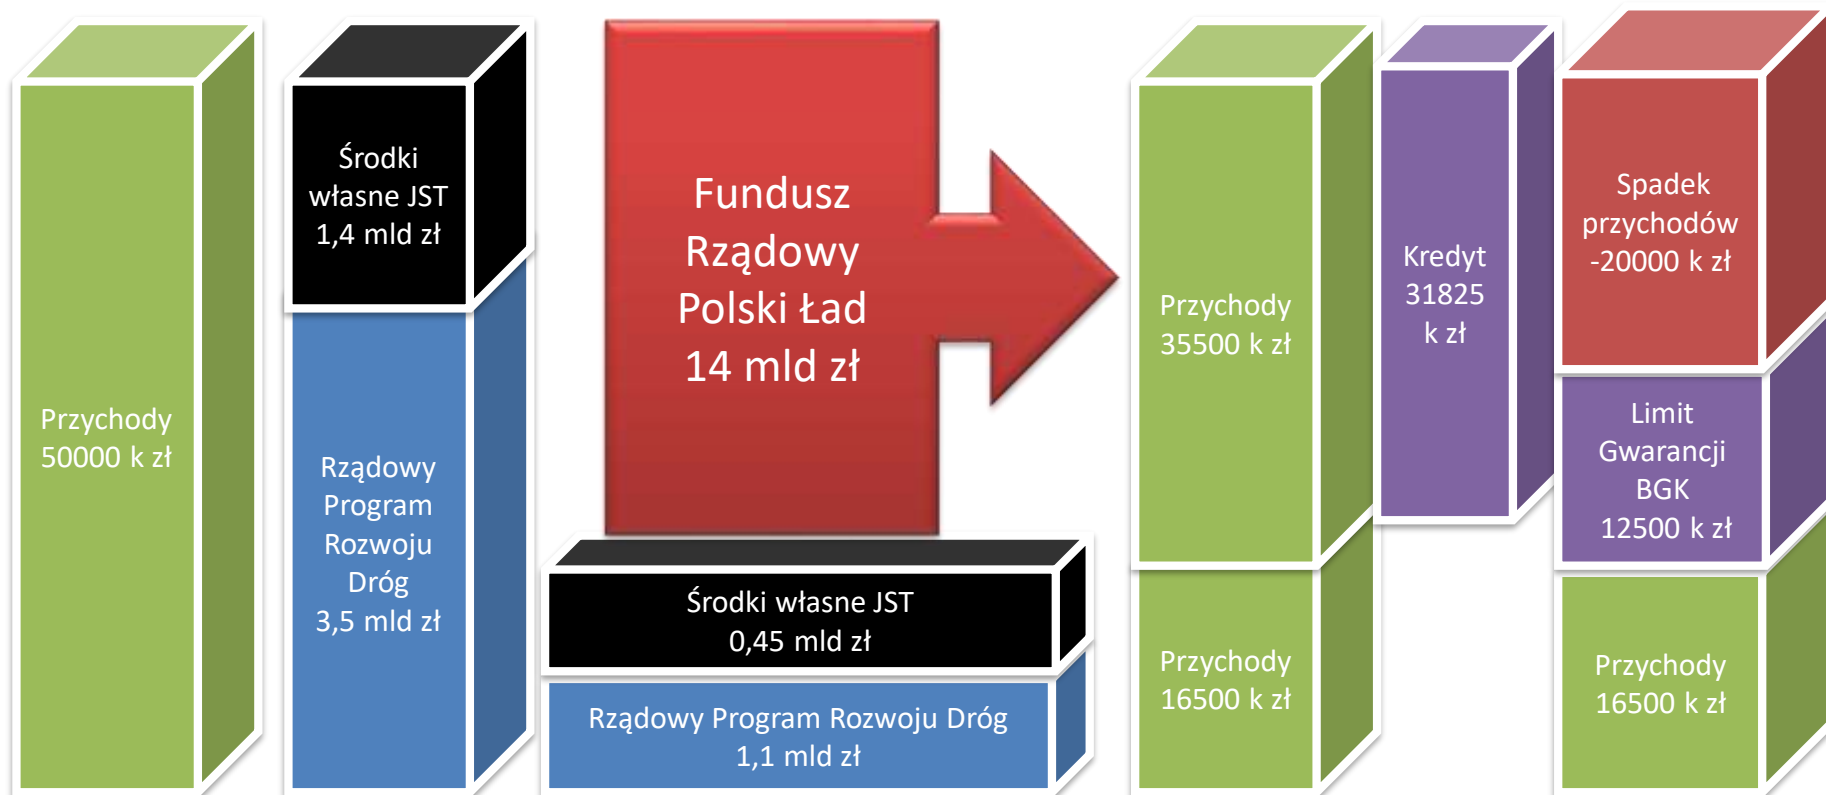 Przychody
50000 k zł
Środki
własne JST
1,4 mld zł
Rządowy
Program
Rozwoju
Dróg
3,5 mld zł
Fundusz
Rządowy
Polski Ład
14 mld zł
Środki własne JST
0,45 mld zł
Rządowy Program Rozwoju Dróg
1,1 mld zł
Przychody
35500 k zł
Przychody
16500 k zł
Kredyt
31825
k zł
Spadek
przychodów
-20000 k zł
Limit
Gwarancji
BGK
12500 k zł
Przychody
16500 k zł